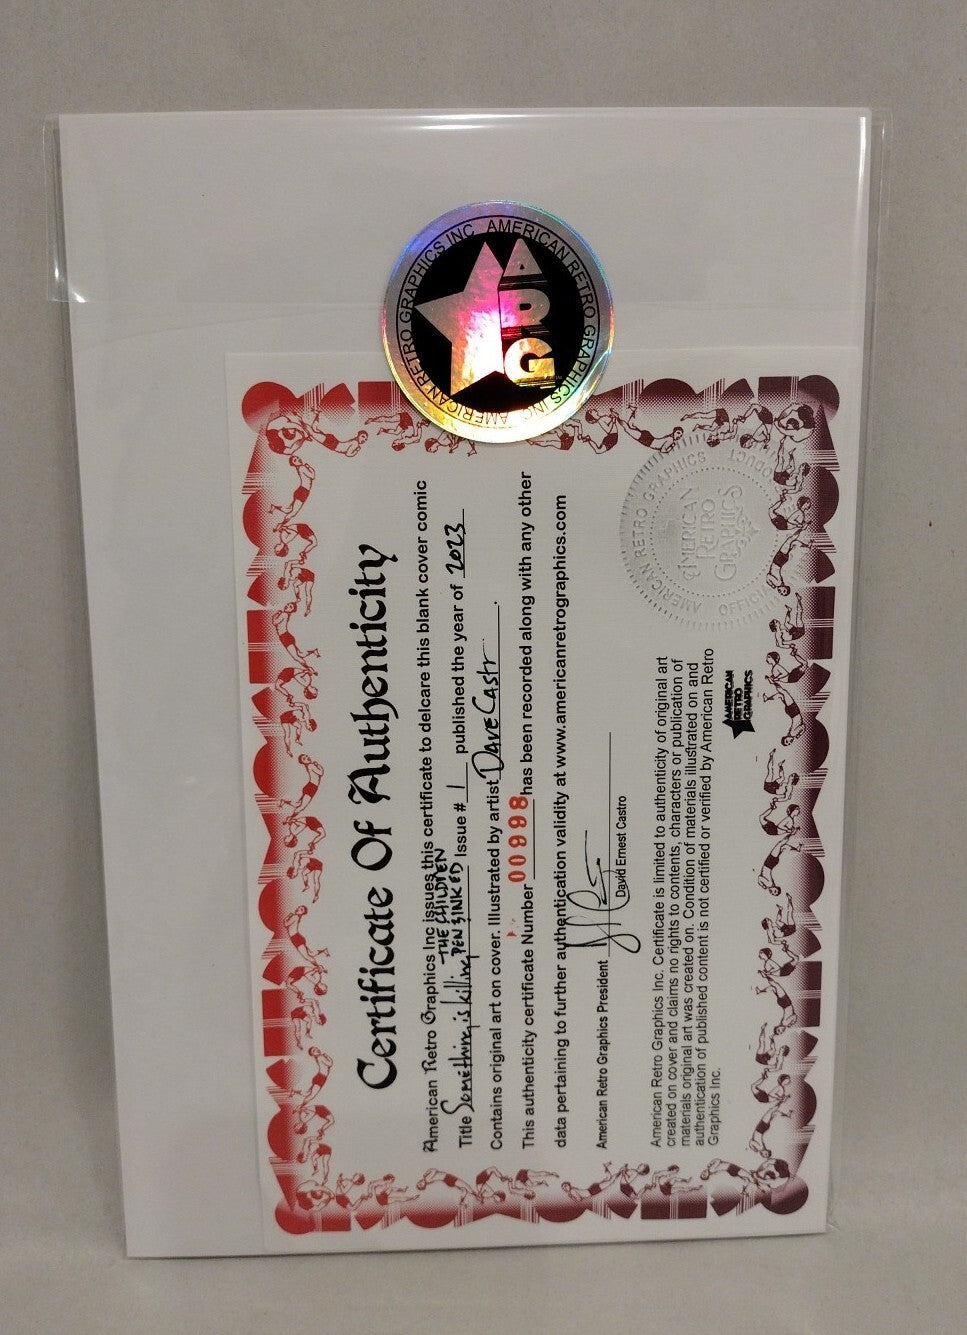 AMERICAN RETRO GRAPHICS INC. AMERICAN RETRO GRAPHICS INC.
ARG
Certificate Of Authenticity
American Retro Graphics Inc issues this certificate to delcare this blank cover comic
THE CHILDREN
Title Something is killing PEN & INKED Issue # 1 published the year of 2023
Contains original art on cover. Illustrated by artist Dave Castr.
This authenticity certificate Number 00998 has been recorded along with any other
data pertaining to further authentication validity at www.americanretrographics.com
American Retro Graphics President
David Ernest Castro
American Retro Graphics Inc. Certificate is limited to authenticity of original art
created on cover and claims no rights to contents, characters or publication of
materials original art was created on. Condition of materials illustrated on and
authentication of published content is not certified or verified by American Retro
Graphics Inc.
AMERICAN
RETRO
GRAPHICS
AMERICAN RETRO GRAPHICS
OFFICIAL PRODUCT
AMERICAN
RETRO
GRAPHICS